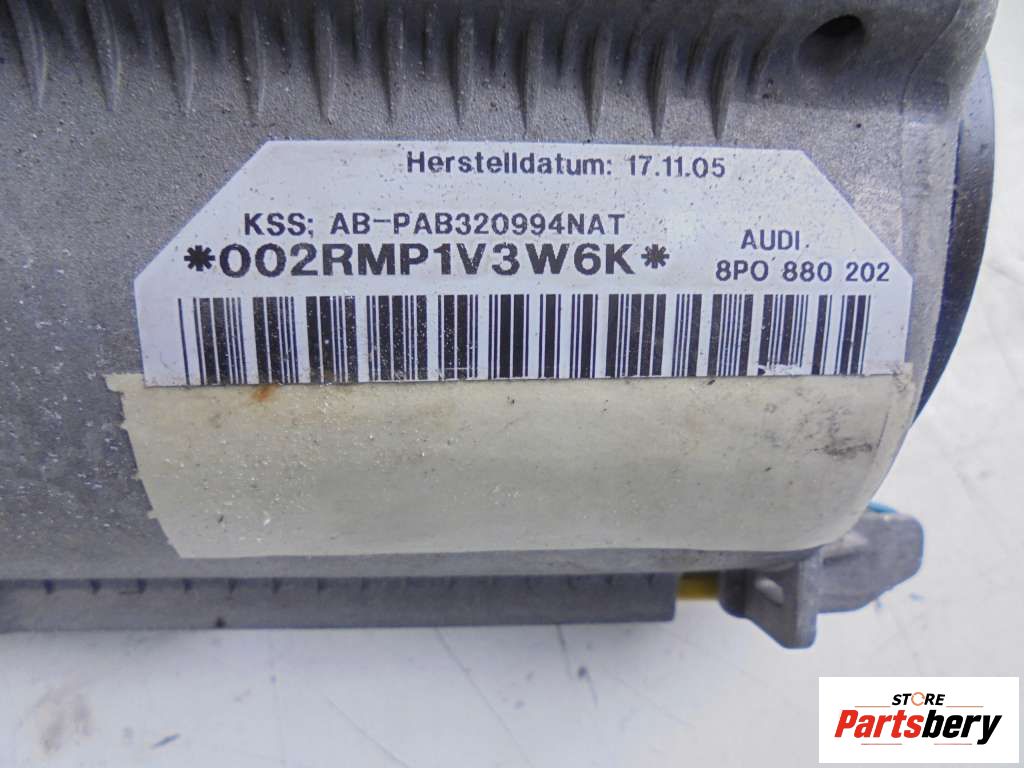 Herstelldatum: 17.11.05
KSS; AB-PAB320994NAT
*002RMP1V3W6K*
AUDI.
8P0 880 202
STORE
Partsbery